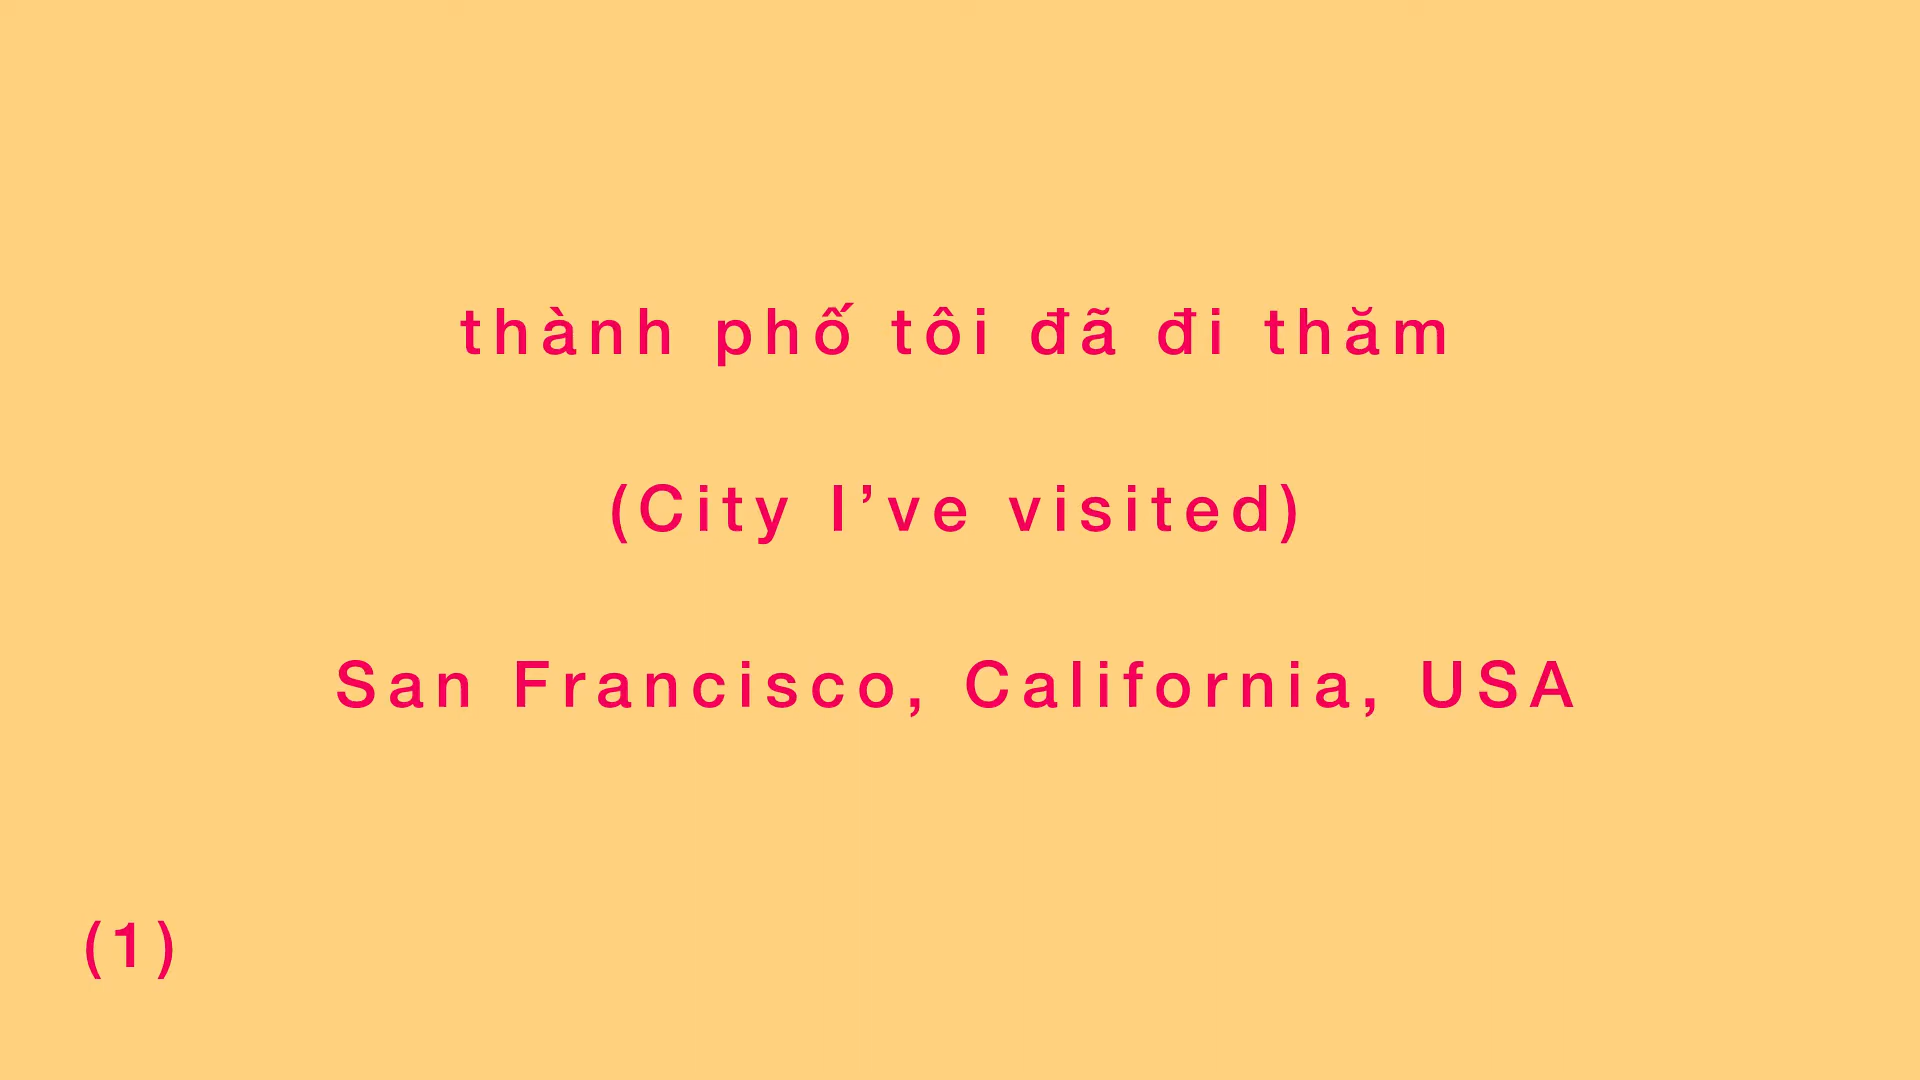 thành phố tôi đã đi thăm
(City I’ve visited)
San Francisco, California, USA
(1)